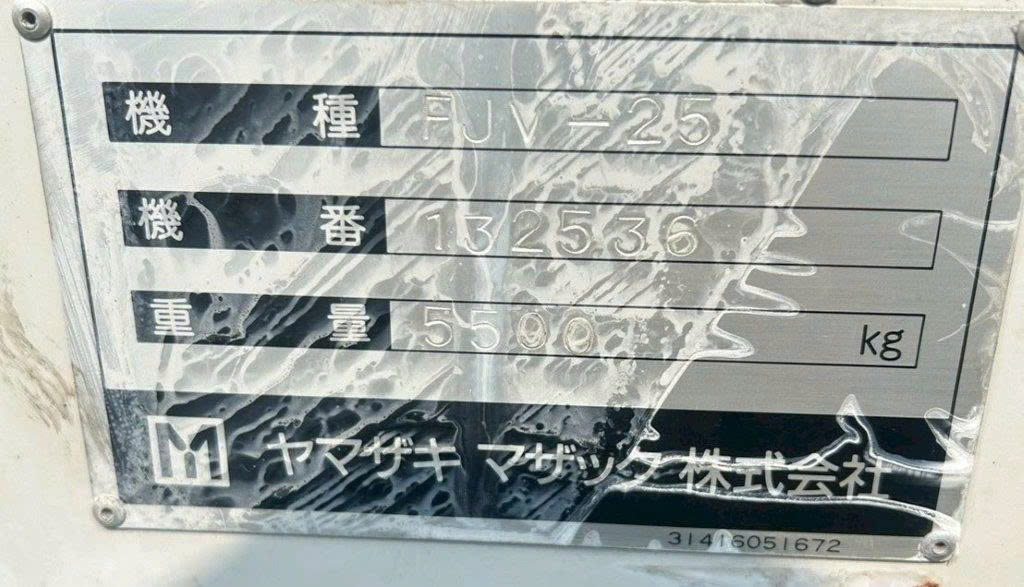 機種 FJV-25
機番 132536
重量 5500 kg
ヤマザキ マザック 株式会社
31416051672